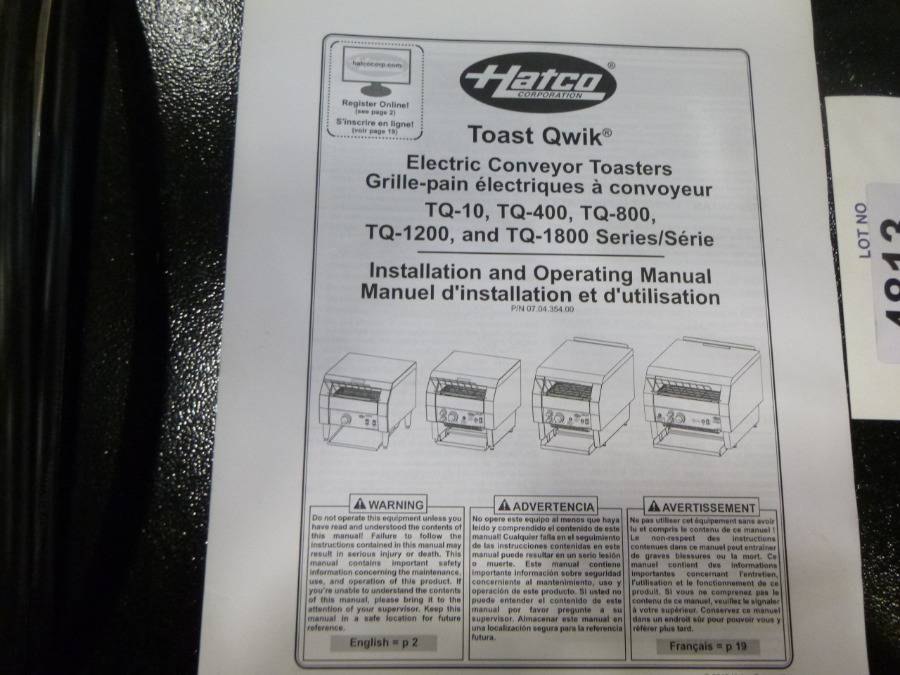 hatcocorp.com
Register Online!
(see page 2)
S'inscrire en ligne!
(voir page 19)
Hatco®
CORPORATION
Toast Qwik®
Electric Conveyor Toasters
Grille-pain électriques à convoyeur
TQ-10, TQ-400, TQ-800,
TQ-1200, and TQ-1800 Series/Série
Installation and Operating Manual
Manuel d'installation et d'utilisation
P/N 07.04.354.00
WARNING
Do not operate this equipment unless you
have read and understood the contents of
this manual! Failure to follow the
instructions contained in this manual may
result in serious injury or death. This
manual contains important safety
information concerning the maintenance,
use, and operation of this product. If
you're unable to understand the contents
of this manual, please bring it to the
attention of your supervisor. Keep this
manual in a safe location for future
reference.
English = p 2
ADVERTENCIA
No opere este equipo al menos que haya
leído y comprendido el contenido de este
manual! Cualquier falla en el seguimiento
de las instrucciones contenidas en este
manual puede resultar en un serio lesión
o muerte. Este manual contiene
importante información sobre seguridad
concerniente al mantenimiento, uso y
operación de este producto. Si usted no
puede entender el contenido de este
manual por favor pregunte a su
supervisor. Almacenar este manual en
una localización segura para la referencia
futura.
AVERTISSEMENT
Ne pas utiliser cet équipement sans avoir
lu et compris le contenu de ce manuel !
Le non-respect des instructions
contenues dans ce manuel peut entraîner
de graves blessures ou la mort. Ce
manuel contient des informations
importantes concernant l'entretien,
l'utilisation et le fonctionnement de ce
produit. Si vous ne comprenez pas le
contenu de ce manuel, veuillez le signaler
à votre supérieur. Conservez ce manuel
dans un endroit sûr pour pouvoir vous y
référer plus tard.
Français = p 19
LOT NO
4813